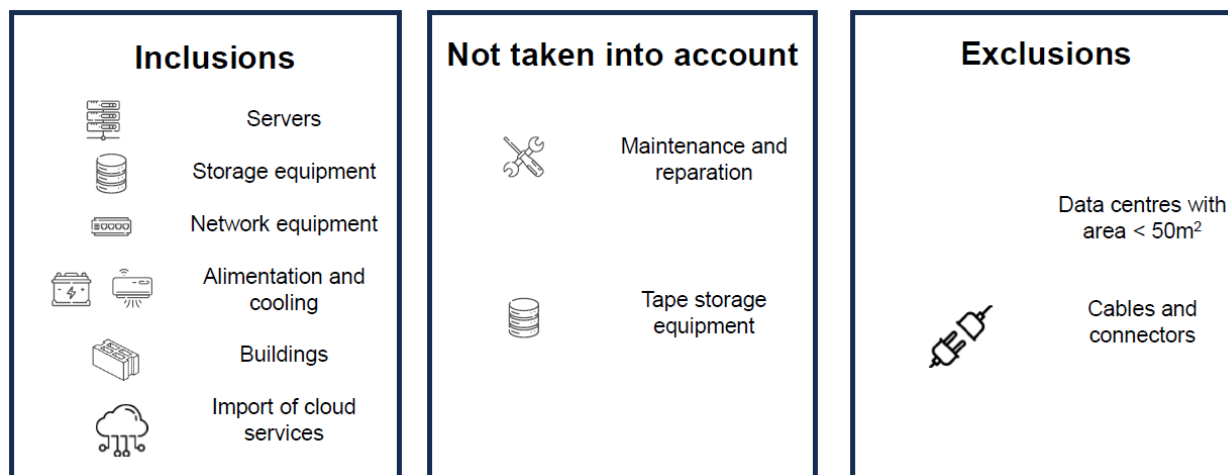 Inclusions
Servers
Storage equipment
Network equipment
Alimentation and
cooling
Buildings
Import of cloud
services
Not taken into account
Maintenance and
reparation
Tape storage
equipment
Exclusions
Data centres with
area < 50m²
Cables and
connectors